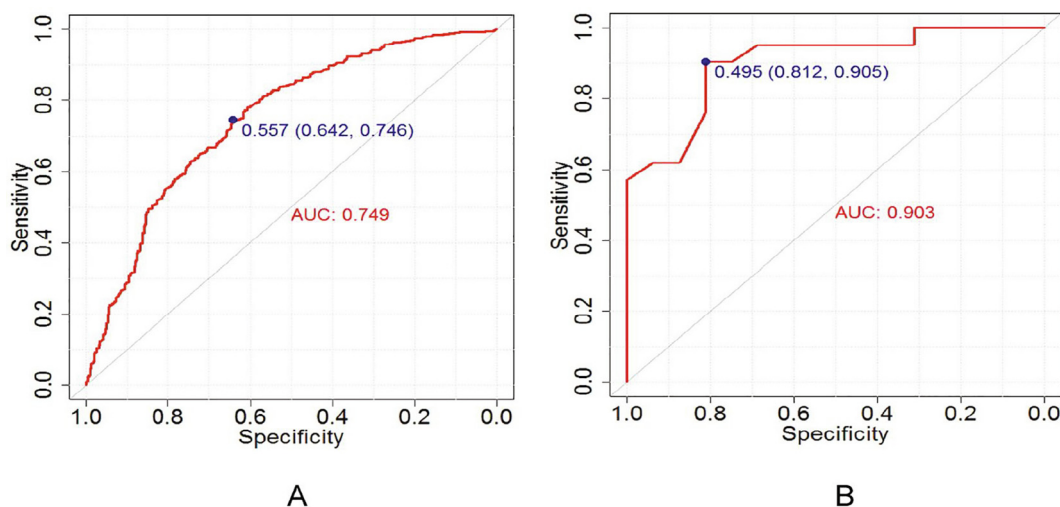 1.0
0.8
0.6
0.4
0.2
0.0
Sensitivity
0.557 (0.642, 0.746)
AUC: 0.749
1.0 0.8 0.6 0.4 0.2 0.0
Specificity
A
1.0
0.8
0.6
0.4
0.2
0.0
Sensitivity
0.495 (0.812, 0.905)
AUC: 0.903
1.0 0.8 0.6 0.4 0.2 0.0
Specificity
B